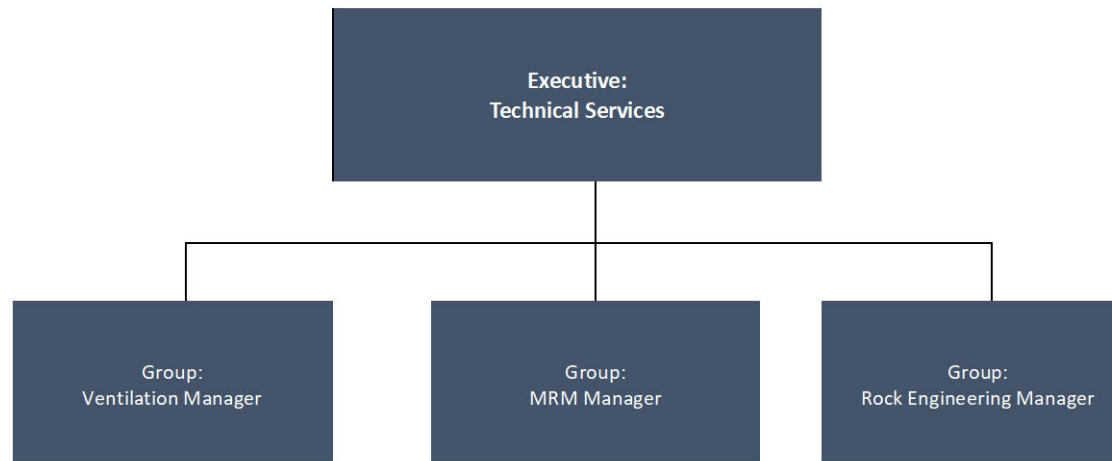 Executive:
Technical Services
Group:
Ventilation Manager
Group:
MRM Manager
Group:
Rock Engineering Manager